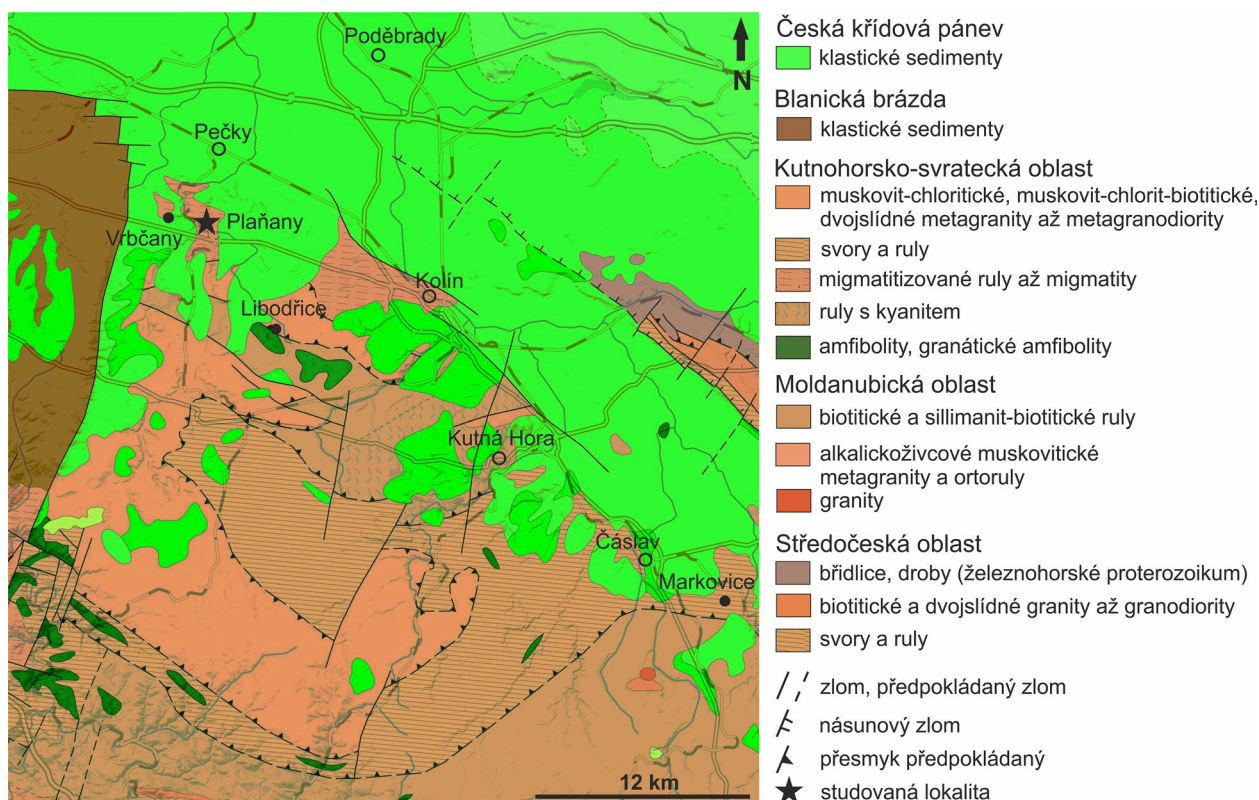 Poděbrady
N
Pečky
Plaňany
Vrbčany
Kolín
Libodřice
Kutná Hora
Čáslav
Markovice
12 km
Česká křídová pánev
klastické sedimenty
Blanická brázda
klastické sedimenty
Kutnohorsko-svratecká oblast
muskovit-chloritické, muskovit-chlorit-biotitické,
dvojslídné metagranity až metagranodiority
svory a ruly
migmatitizované ruly až migmatity
ruly s kyanitem
amfibolity, granátické amfibolity
Moldanubická oblast
biotitické a sillimanit-biotitické ruly
alkalickoživcové muskovitické
metagranity a ortoruly
granity
Středočeská oblast
břidlice, droby (železnohorské proterozoikum)
biotitické a dvojslídné granity až granodiority
svory a ruly
zlom, předpokládaný zlom
násunový zlom
přesmyk předpokládaný
studovaná lokalita